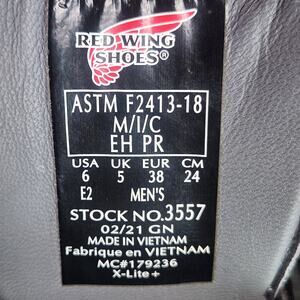 RED WING
SHOES®
ASTM F2413-18
M/I/C
EH PR
USA UK EUR CM
6 5 38 24
E2 MEN'S
STOCK NO.3557
02/21 GN
MADE IN VIETNAM
Fabrique en VIETNAM
MC#179236
X-Lite+